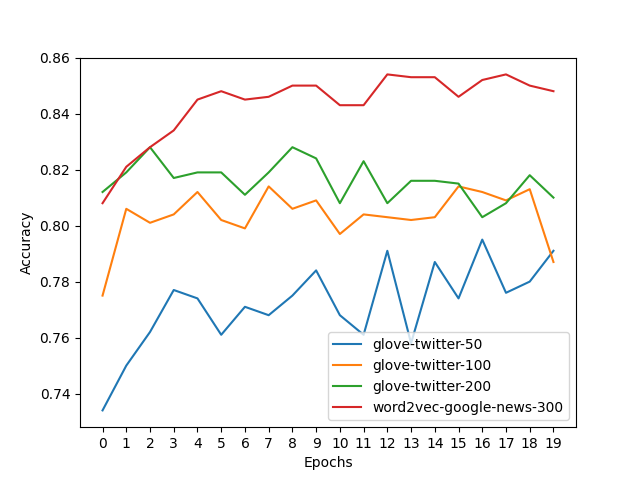 0.86
0.84
0.82
0.80
0.78
0.76
0.74
Accuracy
glove-twitter-50
glove-twitter-100
glove-twitter-200
word2vec-google-news-300
0 1 2 3 4 5 6 7 8 9 10 11 12 13 14 15 16 17 18 19
Epochs